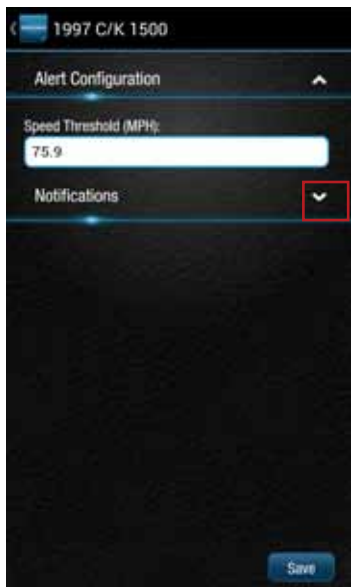 1997 C/K 1500
Alert Configuration
Speed Threshold (MPH):
75.9
Notifications
Save